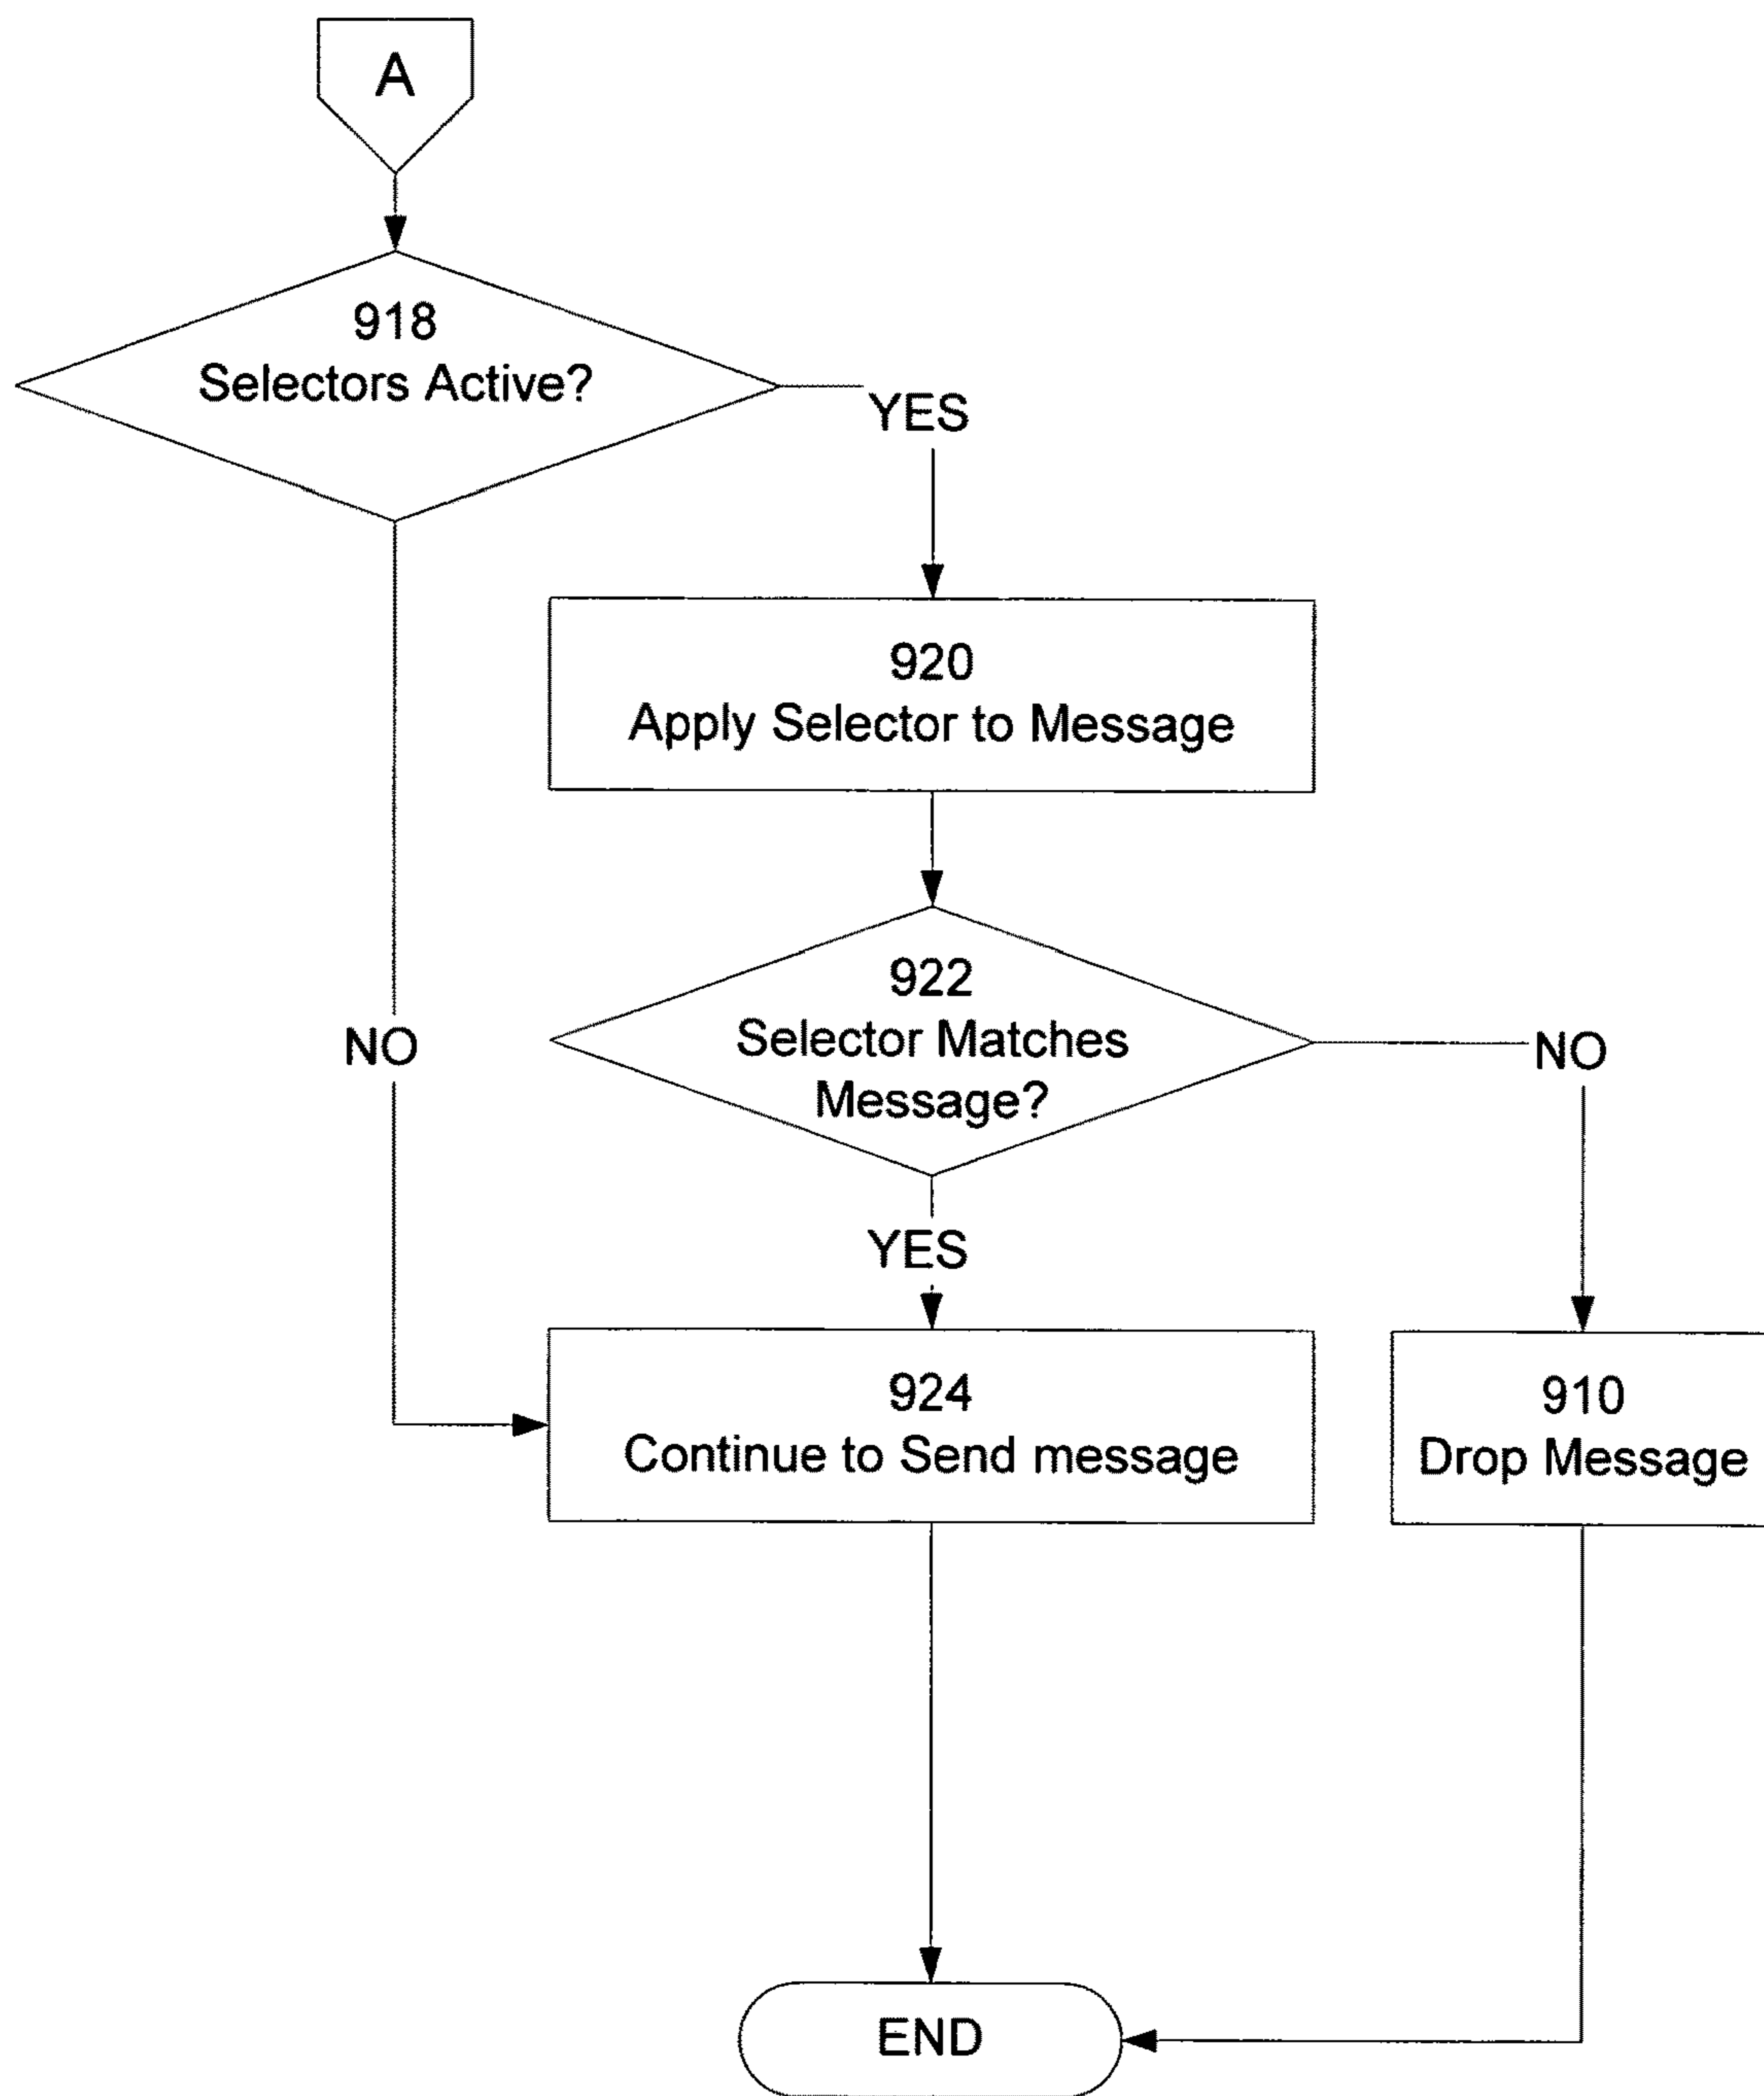 A
918
Selectors Active?
YES
920
Apply Selector to Message
922
Selector Matches
Message?
NO
NO
YES
924
Continue to Send message
910
Drop Message
END